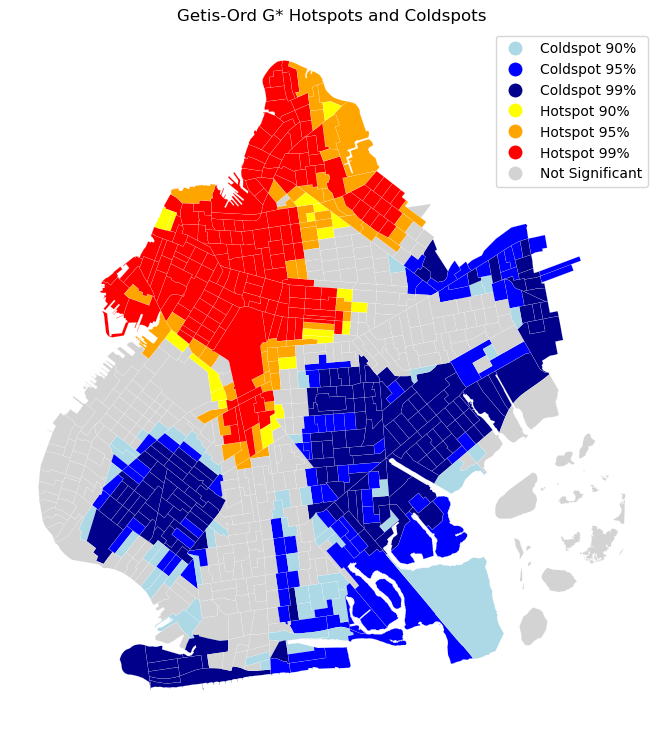 Getis-Ord G* Hotspots and Coldspots
Coldspot 90%
Coldspot 95%
Coldspot 99%
Hotspot 90%
Hotspot 95%
Hotspot 99%
Not Significant